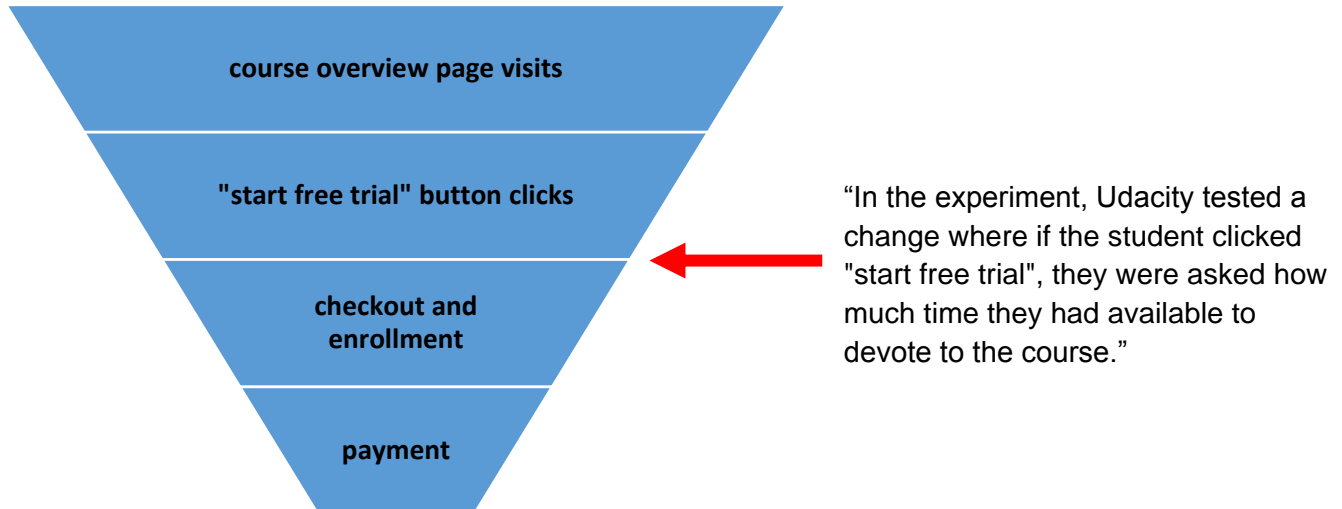 course overview page visits
"start free trial" button clicks
checkout and
enrollment
payment
“In the experiment, Udacity tested a
change where if the student clicked
"start free trial", they were asked how
much time they had available to
devote to the course.”